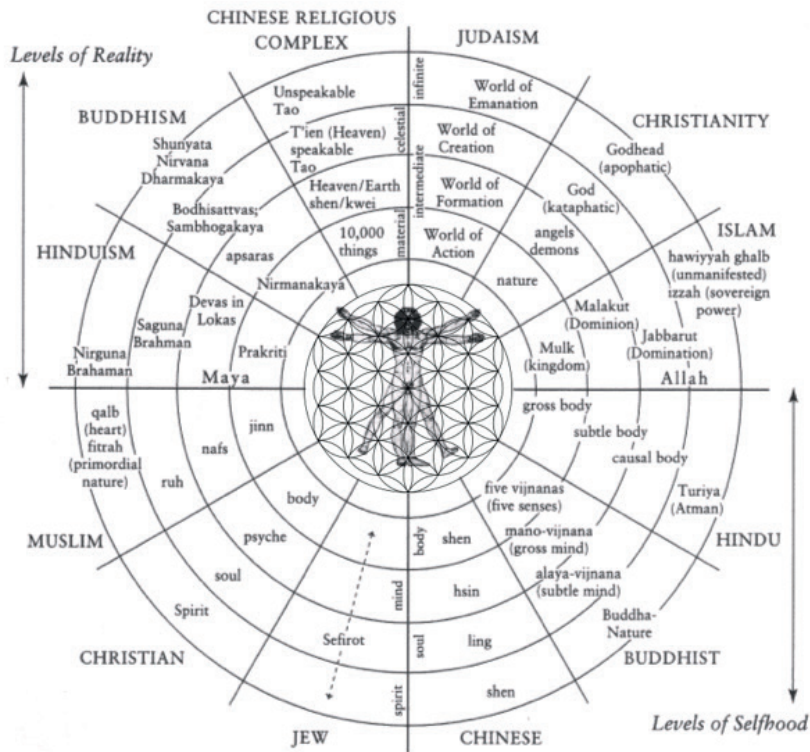 CHINESE RELIGIOUS
COMPLEX
JUDAISM
Levels of Reality
BUDDHISM
CHRISTIANITY
HINDUISM
ISLAM
Unspeakable
Tao
T'ien (Heaven)
speakable
Tao
Heaven/Earth
shen/kwei
10,000
things
infinite
celestial
intermediate
material
World of
Emanation
World of
Creation
World of
Formation
World of
Action
Shunyata
Nirvana
Dharmakaya
Bodhisattvas;
Sambhogakaya
apsaras
Nirmanakaya
Godhead
(apophatic)
God
(kataphatic)
angels
demons
nature
Nirguna
Brahaman
Saguna
Brahman
Devas in
Lokas
Prakriti
Maya
hawiyyah ghalb
(unmanifested)
izzah (sovereign
power)
Jabbarut
(Domination)
Malakut
(Dominion)
Mulk
(kingdom)
Allah
qalb
(heart)
fitrah
(primordial
nature)
ruh
nafs
jinn
gross body
subtle body
causal body
Turiya
(Atman)
MUSLIM
HINDU
body
psyche
soul
Spirit
five vijnanas
(five senses)
mano-vijnana
(gross mind)
alaya-vijnana
(subtle mind)
Buddha-
Nature
CHRISTIAN
BUDDHIST
Sefirot
body
mind
soul
spirit
shen
hsin
ling
shen
JEW
CHINESE
Levels of Selfhood